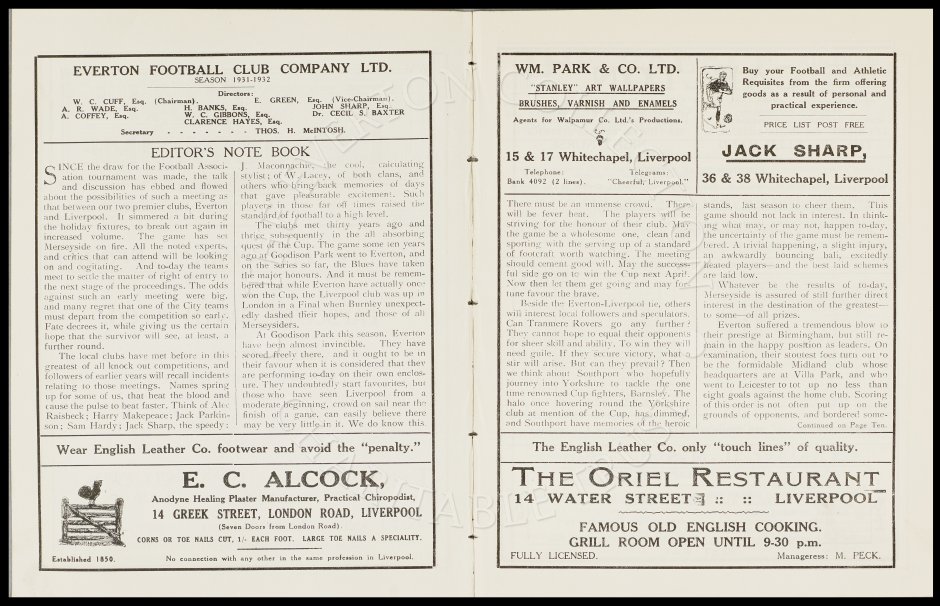 EVERTON FOOTBALL CLUB COMPANY LTD.
SEASON 1931-1932
Directors:
W. C. CUFF, Esq. (Chairman). E. GREEN, Esq. (Vice-Chairman).
A. R. WADE, Esq. H. BANKS, Esq. JOHN SHARP, Esq.
A. COFFEY, Esq. W. C. GIBBONS, Esq. Dr. CECIL S. BAXTER
CLARENCE HAYES, Esq.
Secretary - - - - - - - THOS. H. McINTOSH.
EDITOR'S NOTE BOOK
SINCE the draw for the Football Associ-
ation tournament was made, the talk
and discussion has ebbed and flowed
about the possibilities of such a meeting as
that between our two premier clubs, Everton
and Liverpool. It simmered a bit during
the holiday fixtures, to break out again in
increased volume. The game has set
Merseyside on fire. All the noted experts,
and critics that can attend will be looking
on and cogitating. And to-day the teams
meet to settle the matter of right of entry to
the next stage of the proceedings. The odds
against such an early meeting were big,
and many regret that one of the City teams
must depart from the competition so early.
Fate decrees it, while giving us the certain
hope that the survivor will see, at least, a
further round.
The local clubs have met before in this
greatest of all knock out competitions, and
followers of earlier years will recall incidents
relating those meetings. Names spring
up for some of us, that heat the blood and
cause the pulse to beat faster. Think of Alec
Raisbeck; Harry Makepeace; Jack Parkin-
son; Sam Hardy; Jack Sharp, the speedy;
J. Maconnachie, the cool, calculating
stylist; of W. Lacey, of both clans, and
others who bring back memories of days
that gave pleasurable excitement. Such
players in those far off times raised the
standard of football to a high level.
The clubs met thirty years ago and
thrice subsequently in the all absorbing
quest of the Cup. The game some ten years
ago at Goodison Park went to Everton, and
on the series so far, the Blues have taken
the major honours. And it must be remem-
bered that while Everton have actually once
won the Cup, the Liverpool club was up in
London in a Final when Burnley unexpect-
edly dashed their hopes, and those of all
Merseysiders.
At Goodison Park this season, Everton
have been almost invincible. They have
scored freely there, and it ought to be in
their favour when it is considered that they
are performing to-day on their own enclos-
ure. They undoubtedly start favourites, but
those who have seen Liverpool from a
moderate beginning, crowd on sail near the
finish of a game, can easily believe there
may be very little in it. We do know this.
Wear English Leather Co. footwear and avoid the "penalty."
E. C. ALCOCK,
Anodyne Healing Plaster Manufacturer, Practical Chiropodist,
14 GREEK STREET, LONDON ROAD, LIVERPOOL
(Seven Doors from London Road).
CORNS OR TOE NAILS CUT, 1/- EACH FOOT. LARGE TOE NAILS A SPECIALITY.
Established 1850. No connection with any other in the same profession in Liverpool.
WM. PARK & CO. LTD.
"STANLEY" ART WALLPAPERS
BRUSHES, VARNISH AND ENAMELS
Agents for Walpamur Co. Ltd.'s Productions.
15 & 17 Whitechapel, Liverpool
Telephone: Telegrams:
Bank 4092 (2 lines). "Cheerful, Liverpool."
Buy your Football and Athletic
Requisites from the firm offering
goods as a result of personal and
practical experience.
PRICE LIST POST FREE
JACK SHARP,
36 & 38 Whitechapel, Liverpool
There must be an immense crowd. There
will be fever heat. The players will be
striving for the honour of their club. May
the game be a wholesome one, clean and
sporting with the serving up of a standard
of footcraft worth watching. The meeting
should cement good will. May the success-
ful side go on to win the Cup next April.
Now then let them get going and may for-
tune favour the brave.
Beside the Everton-Liverpool tie, others
will interest local followers and speculators.
Can Tranmere Rovers go any further?
They cannot hope to equal their opponents
for sheer skill and ability. To win they will
need guile. If they secure victory, what a
stir will arise. But can they prevail? Then
we think about Southport who hopefully
journey into Yorkshire to tackle the one
time renowned Cup fighters, Barnsley. The
halo once hovering round the Yorkshire
club at mention of the Cup, has dimmed,
and Southport have memories of the heroic
stands, last season to cheer them. This
game should not lack in interest. In think-
ing what may, or may not, happen to-day,
the uncertainty of the game must be remem-
bered. A trivial happening, a slight injury,
an awkwardly bouncing ball, excitedly
heated players—and the best laid schemes
are laid low.
Whatever be the results of to-day,
Merseyside is assured of still further direct
interest in the destination of the greatest—
to some—of all prizes.
Everton suffered a tremendous blow to
their prestige at Birmingham, but still re-
main in the happy position as leaders. On
examination, their stoutest foes turn out to
be the formidable Midland club whose
headquarters are at Villa Park, and who
went to Leicester to tot up no less than
eight goals against the home club. Scoring
of this order is not often put up on the
grounds of opponents, and bordered some-
Continued on Page Ten.
The English Leather Co. only "touch lines" of quality.
THE ORIEL RESTAURANT
14 WATER STREET :: :: LIVERPOOL
FAMOUS OLD ENGLISH COOKING.
GRILL ROOM OPEN UNTIL 9-30 p.m.
FULLY LICENSED. Manageress: M. PECK.